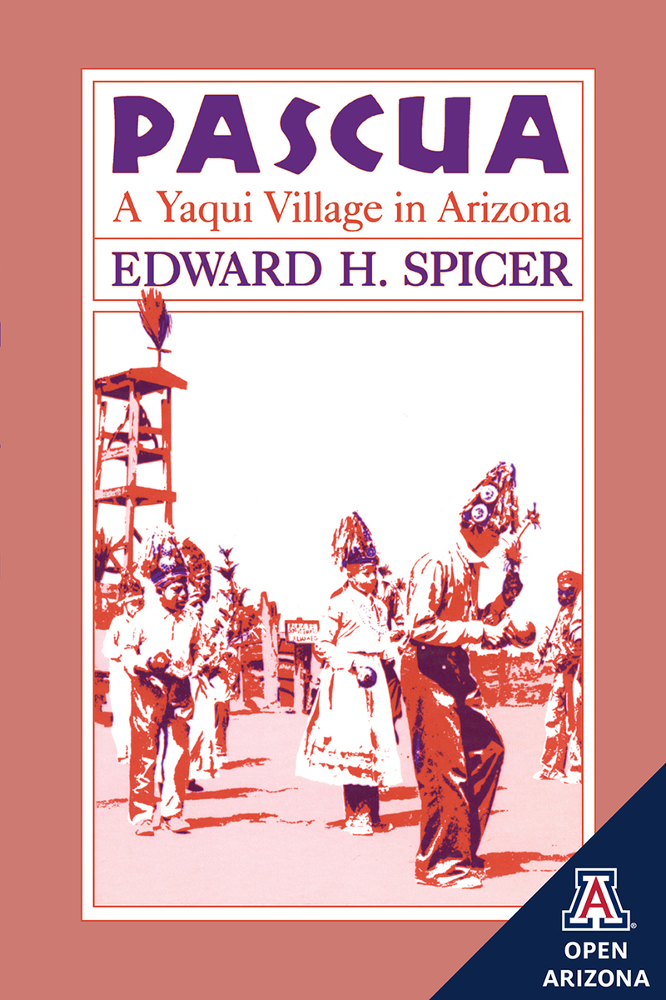 PASCUA
A Yaqui Village in Arizona
EDWARD H. SPICER
A
®
OPEN
ARIZONA